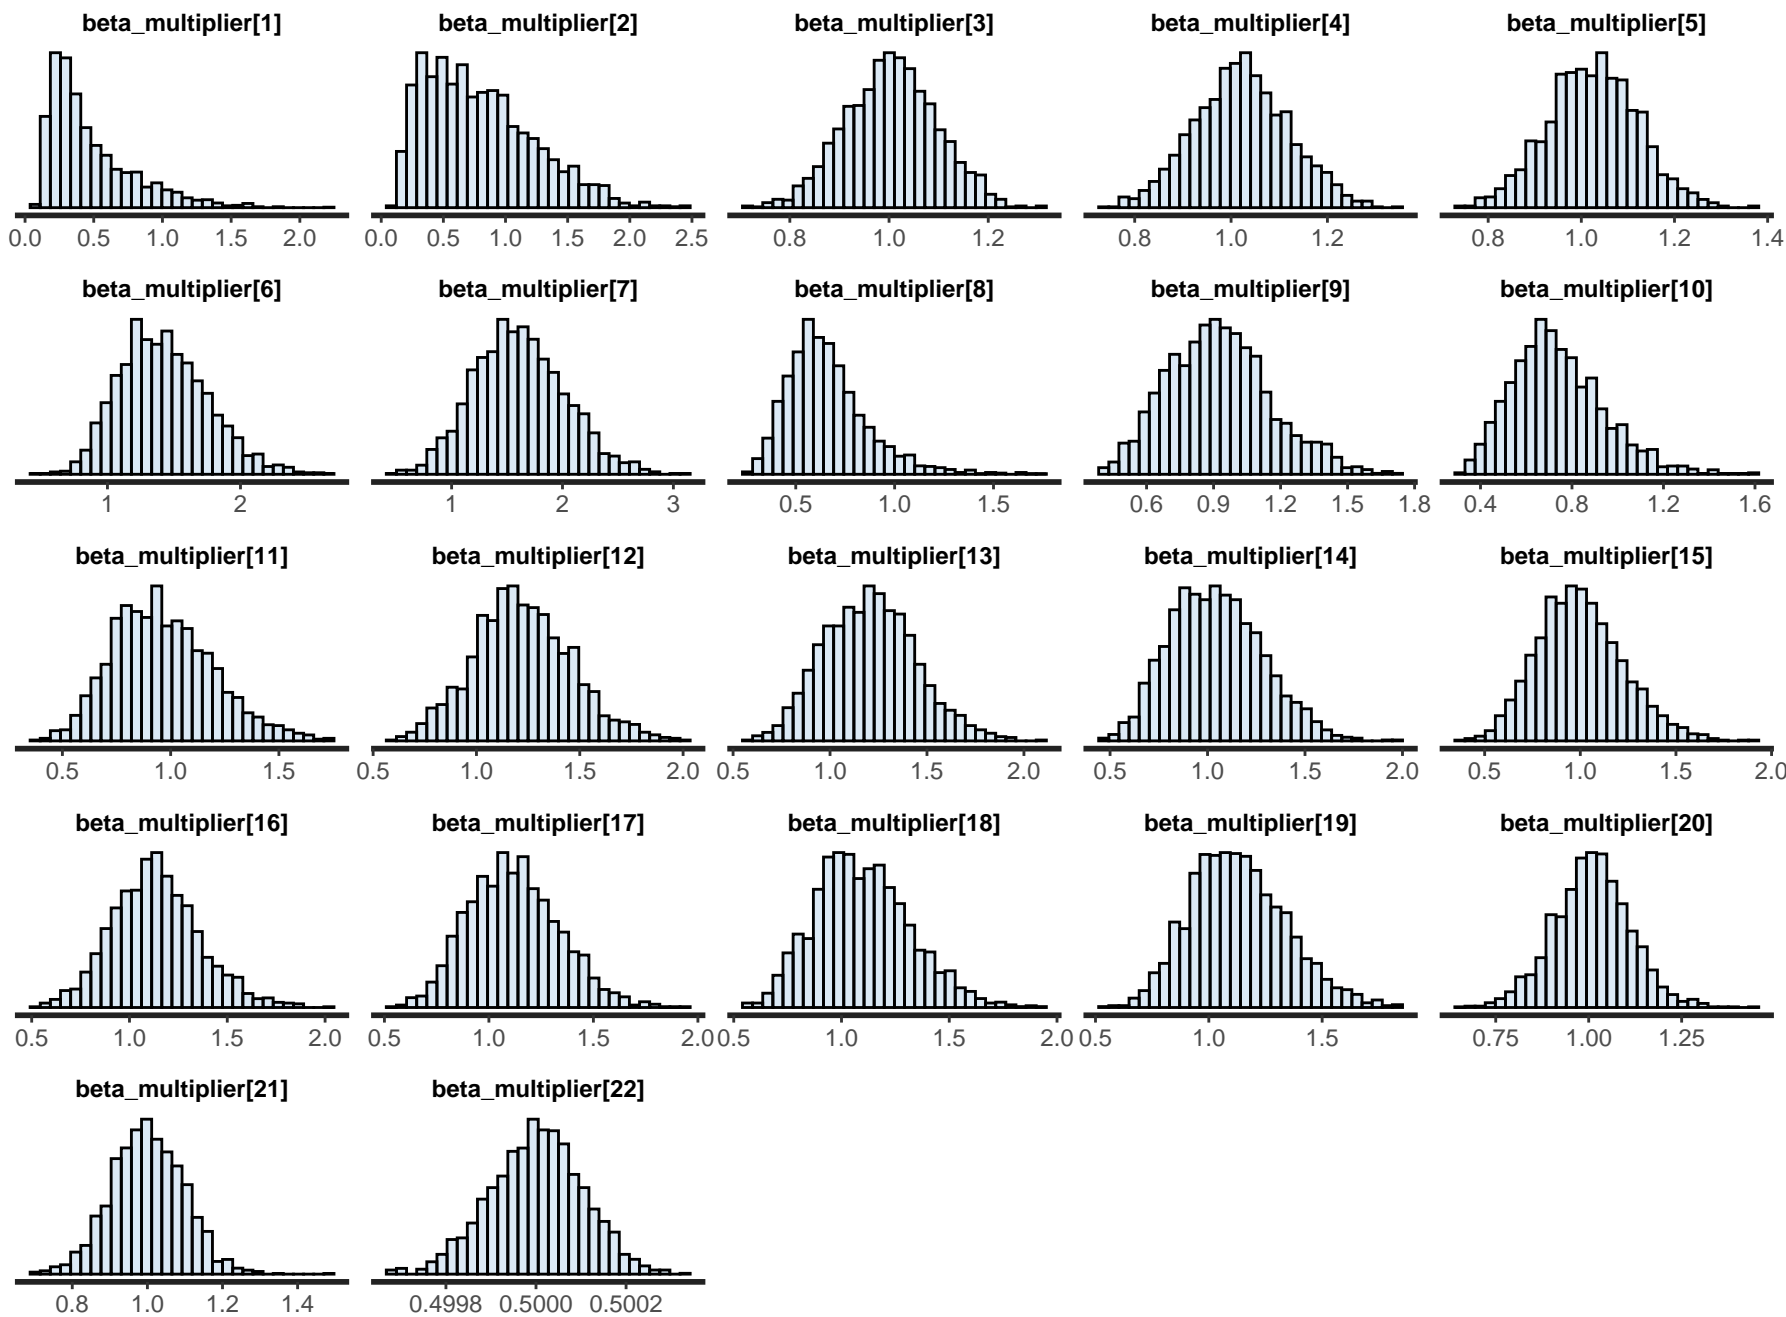 beta_multiplier[1] beta_multiplier[2] beta_multiplier[3] beta_multiplier[4] beta_multiplier[5]
0.0 0.5 1.0 1.5 2.0 0.0 0.5 1.0 1.5 2.0 2.5 0.8 1.0 1.2 0.8 1.0 1.2 0.8 1.0 1.2 1.4
beta_multiplier[6] beta_multiplier[7] beta_multiplier[8] beta_multiplier[9] beta_multiplier[10]
1 2 1 2 3 0.5 1.0 1.5 0.6 0.9 1.2 1.5 1.8 0.4 0.8 1.2 1.6
beta_multiplier[11] beta_multiplier[12] beta_multiplier[13] beta_multiplier[14] beta_multiplier[15]
0.5 1.0 1.5 0.5 1.0 1.5 2.0 0.5 1.0 1.5 2.0 0.5 1.0 1.5 2.0 0.5 1.0 1.5 2.0
beta_multiplier[16] beta_multiplier[17] beta_multiplier[18] beta_multiplier[19] beta_multiplier[20]
0.5 1.0 1.5 2.0 0.5 1.0 1.5 2.0 0.5 1.0 1.5 2.0 0.5 1.0 1.5 0.75 1.00 1.25
beta_multiplier[21] beta_multiplier[22]
0.8 1.0 1.2 1.4 0.4998 0.5000 0.5002